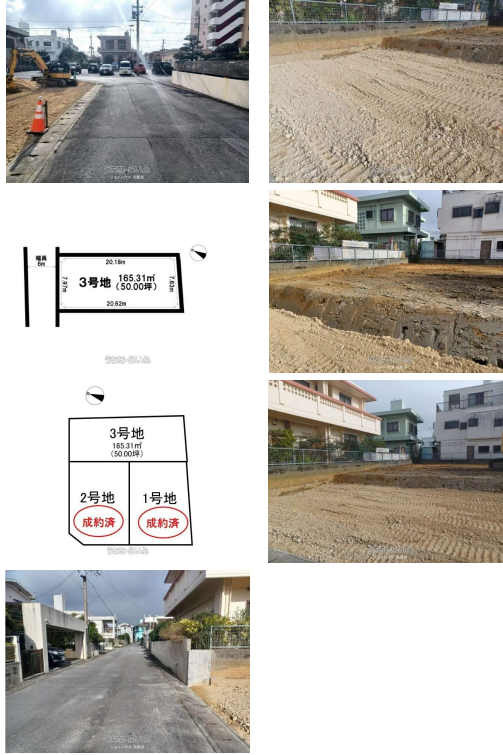 幅員
6m
20.18m
7.97m
3号地 165.31㎡
(50.00坪)
7.63m
20.62m
3号地
165.31㎡
(50.00坪)
2号地
1号地
成約済
成約済